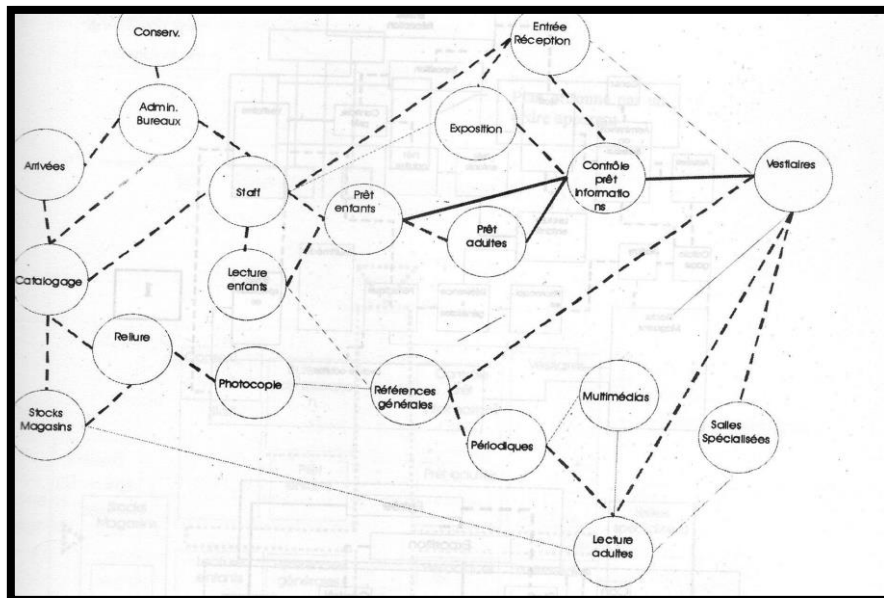 Conserv.
Entrée
Réception
Admin.
Bureaux
Exposition
Arrivées
Staff
Contrôle
prêt
informatio
ns
Vestiaires
Prêt
enfants
Prêt
adultes
Catalogage
Lecture
enfants
Reliure
Photocopie
Références
générales
Multimédias
Stocks
Magasins
Périodiques
Salles
Spécialisées
Lecture
adultes